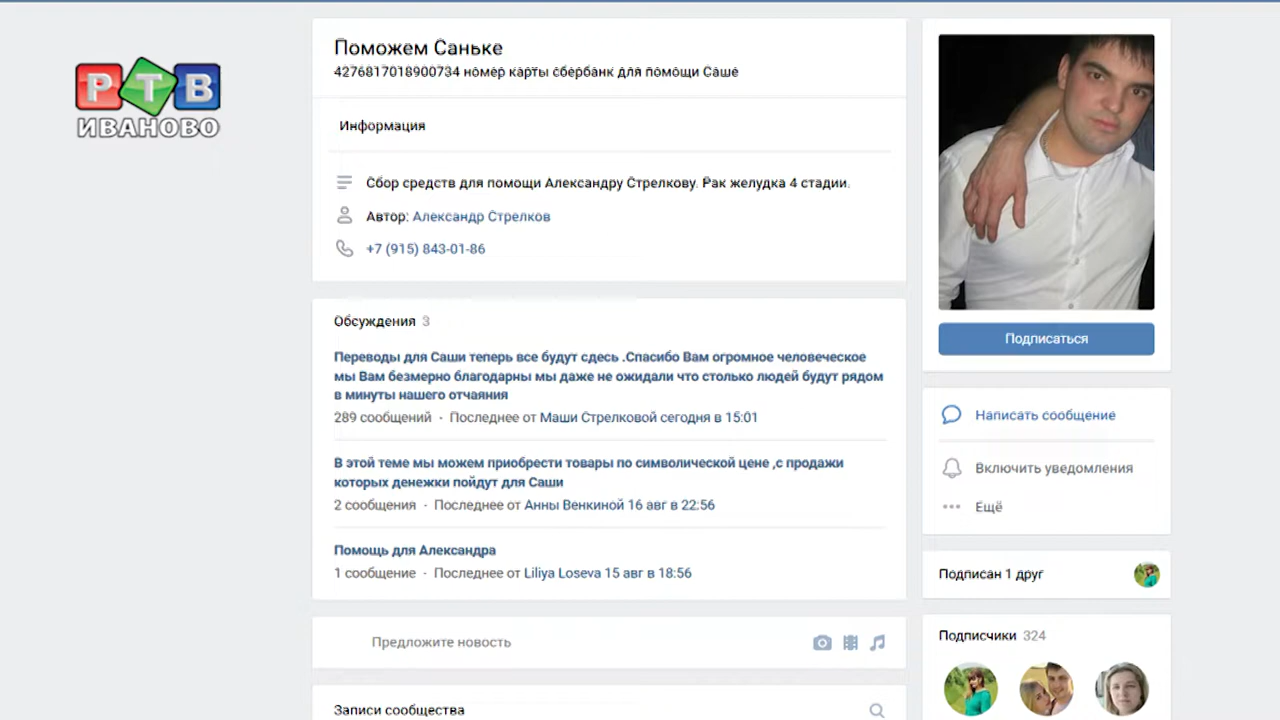 РТВ
ИВАНОВО
Поможем Саньке
4276817018900734 номер карты сбербанк для помощи Саше
Информация
Сбор средств для помощи Александру Стрелкову. Рак желудка 4 стадии.
Автор: Александр Стрелков
+7 (915) 843-01-86
Обсуждения 3
Переводы для Саши теперь все будут сдесь .Спасибо Вам огромное человеческое
мы Вам безмерно благодарны мы даже не ожидали что столько людей будут рядом
в минуты нашего отчаяния
289 сообщений · Последнее от Маши Стрелковой сегодня в 15:01
В этой теме мы можем приобрести товары по символической цене ,с продажи
которых денежки пойдут для Саши
2 сообщения · Последнее от Анны Венкиной 16 авг в 22:56
Помощь для Александра
1 сообщение · Последнее от Liliya Loseva 15 авг в 18:56
Предложите новость
Записи сообщества
Подписаться
Написать сообщение
Включить уведомления
Ещё
Подписан 1 друг
Подписчики 324